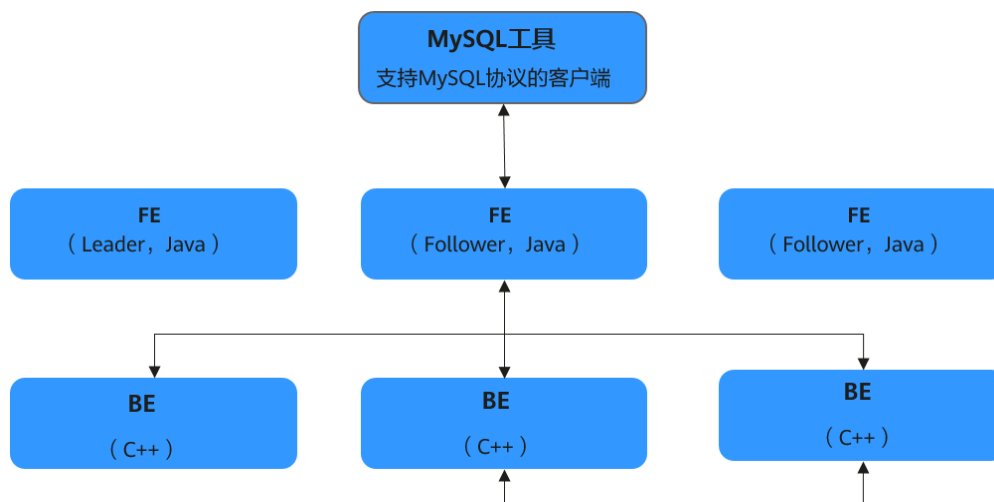 MySQL工具
支持MySQL协议的客户端
FE
（Leader，Java）
FE
（Follower，Java）
FE
（Follower，Java）
BE
（C++）
BE
（C++）
BE
（C++）